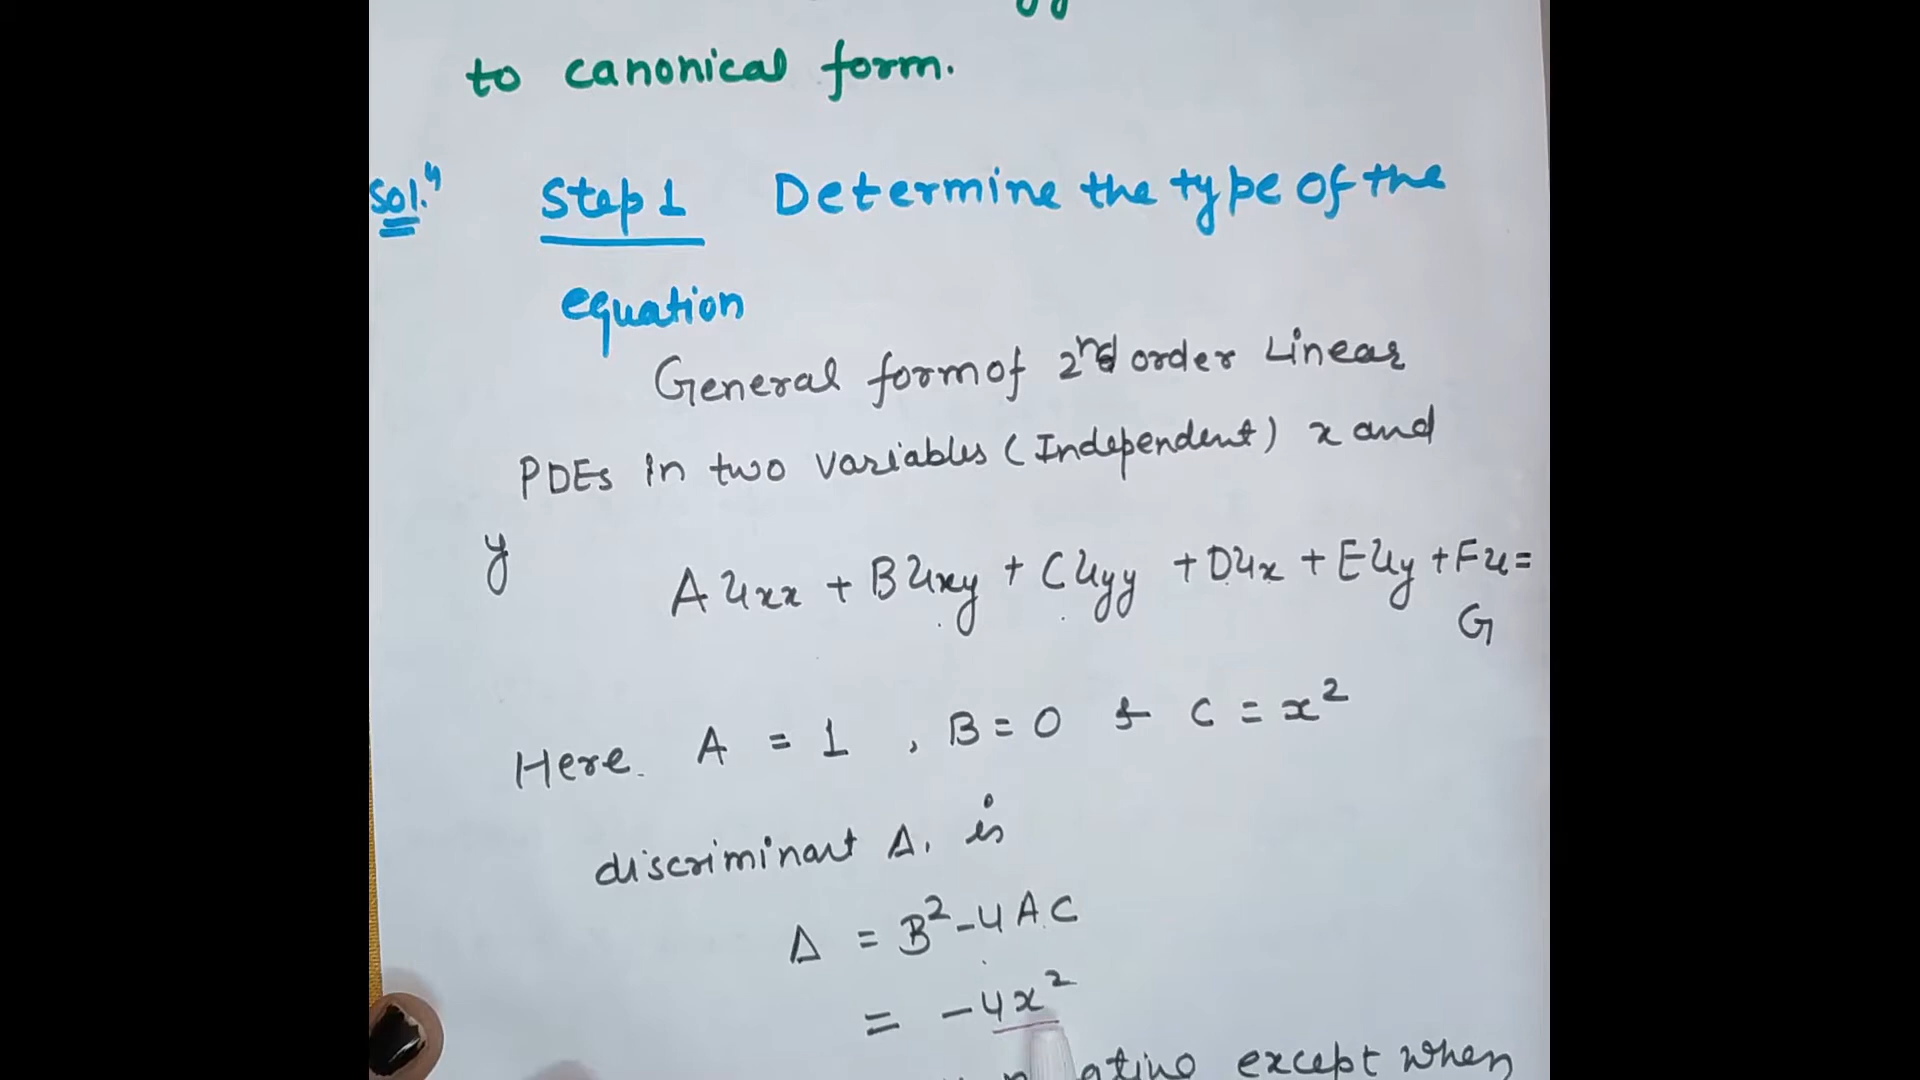 to canonical form.
Sol.ⁿ Step 1 Determine the type of the
equation
General form of 2nd order Linear
PDEs in two variables (Independent) x and
y
A uxx + B uxy + C uyy + D ux + E uy + F u =
G
Here. A = 1 , B = 0 & C = x²
discriminant Δ, is
Δ = B² - 4AC
= - 4x²
except when